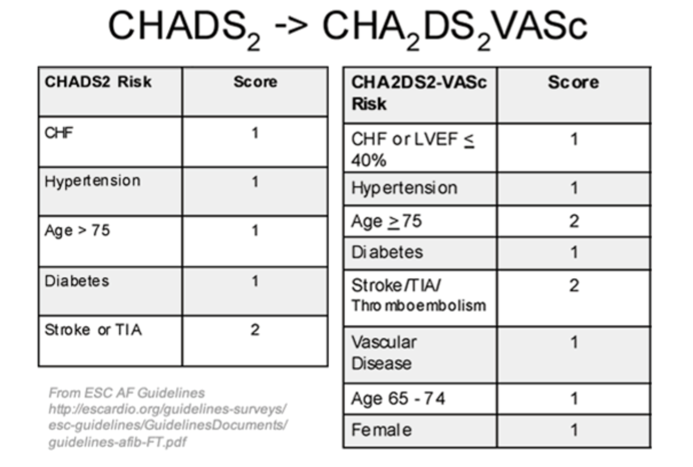 CHADS2 -> CHA2DS2VASc
CHADS2 Risk Score
CHF 1
Hypertension 1
Age > 75 1
Diabetes 1
Stroke or TIA 2
From ESC AF Guidelines
http://escardio.org/guidelines-surveys/
esc-guidelines/GuidelinesDocuments/
guidelines-afib-FT.pdf
CHA2DS2-VASc Score
Risk
CHF or LVEF ≤ 1
40%
Hypertension 1
Age ≥75 2
Diabetes 1
Stroke/TIA/ 2
Thromboembolism
Vascular 1
Disease
Age 65 - 74 1
Female 1